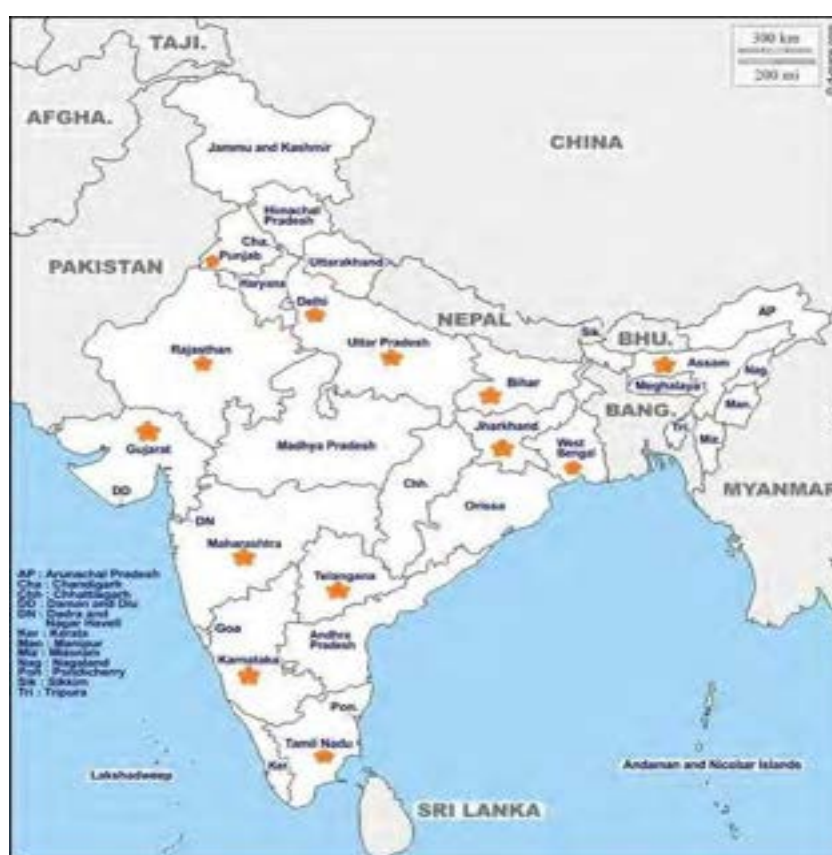 TAJI.
300 km
200 mi
AFGHA.
CHINA
Jammu and Kashmir
Himachal
Pradesh
Cha.
Punjab
PAKISTAN
Uttarakhand
Haryana
Delhi
NEPAL
Sik.
BHU.
AP
Rajasthan
Uttar Pradesh
Assam
Nag.
Bihar
Meghalaya
BANG.
Man.
Jharkhand
Tri.
Miz.
Gujarat
Madhya Pradesh
West
Bengal
Chh.
MYANMAR
DD
Orissa
DN
Maharashtra
Telangana
AP : Arunachal Pradesh
Cha : Chandigarh
Chh : Chhattisgarh
DD : Daman and Diu
DN : Dadra and
Nagar Haveli
Ker : Kerala
Man : Manipur
Miz : Mizoram
Nag : Nagaland
Pon : Pondicherry
Sik : Sikkim
Tri : Tripura
Goa
Andhra
Pradesh
Karnataka
Pon.
Tamil Nadu
Ker.
Lakshadweep
Andaman and Nicobar Islands
SRI LANKA